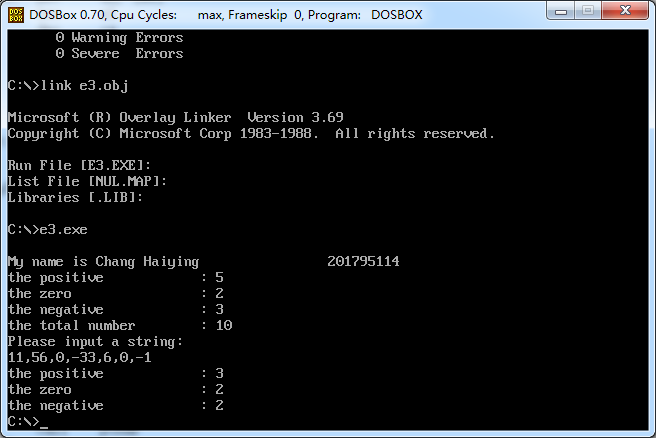 DOSBox 0.70, Cpu Cycles: max, Frameskip 0, Program: DOSBOX
0 Warning Errors
0 Severe Errors
C:\>link e3.obj
Microsoft (R) Overlay Linker Version 3.69
Copyright (C) Microsoft Corp 1983-1988. All rights reserved.
Run File [E3.EXE]:
List File [NUL.MAP]:
Libraries [.LIB]:
C:\>e3.exe
My name is Chang Haiying 201795114
the positive : 5
the zero : 2
the negative : 3
the total number : 10
Please input a string:
11,56,0,-33,6,0,-1
the positive : 3
the zero : 2
the negative : 2
C:\>_